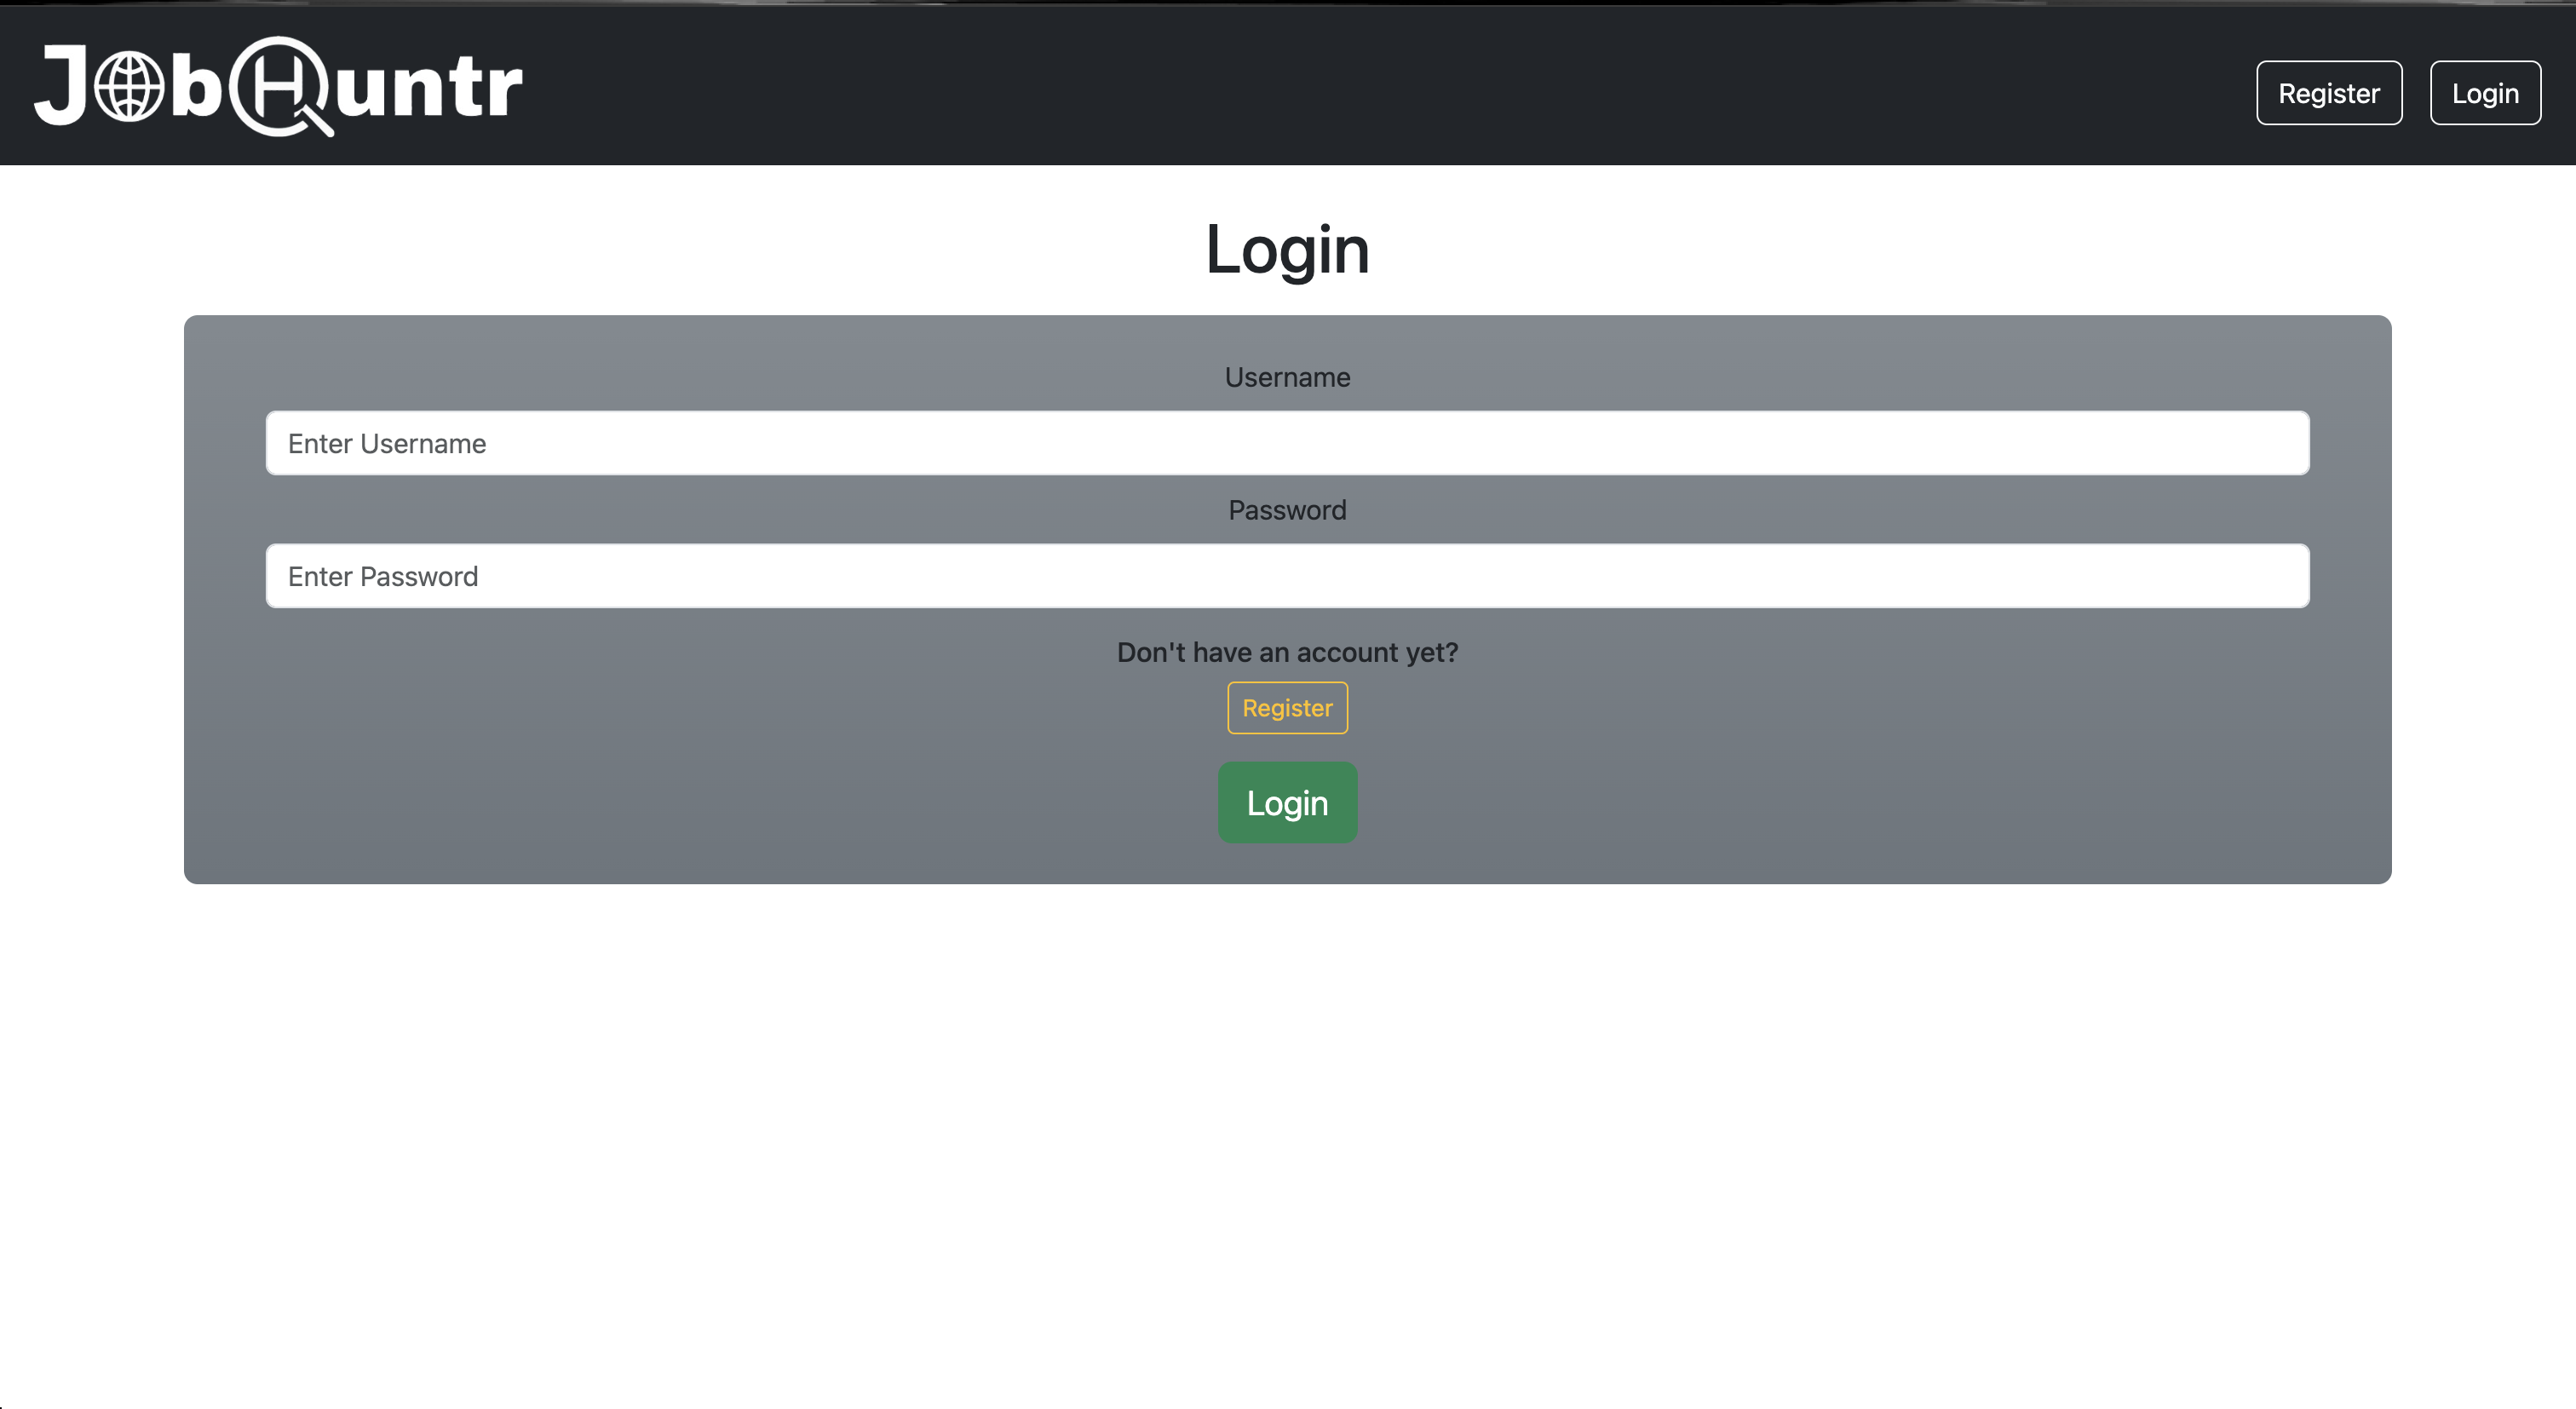 JobHuntr
Register
Login
Login
Username
Enter Username
Password
Enter Password
Don't have an account yet?
Register
Login